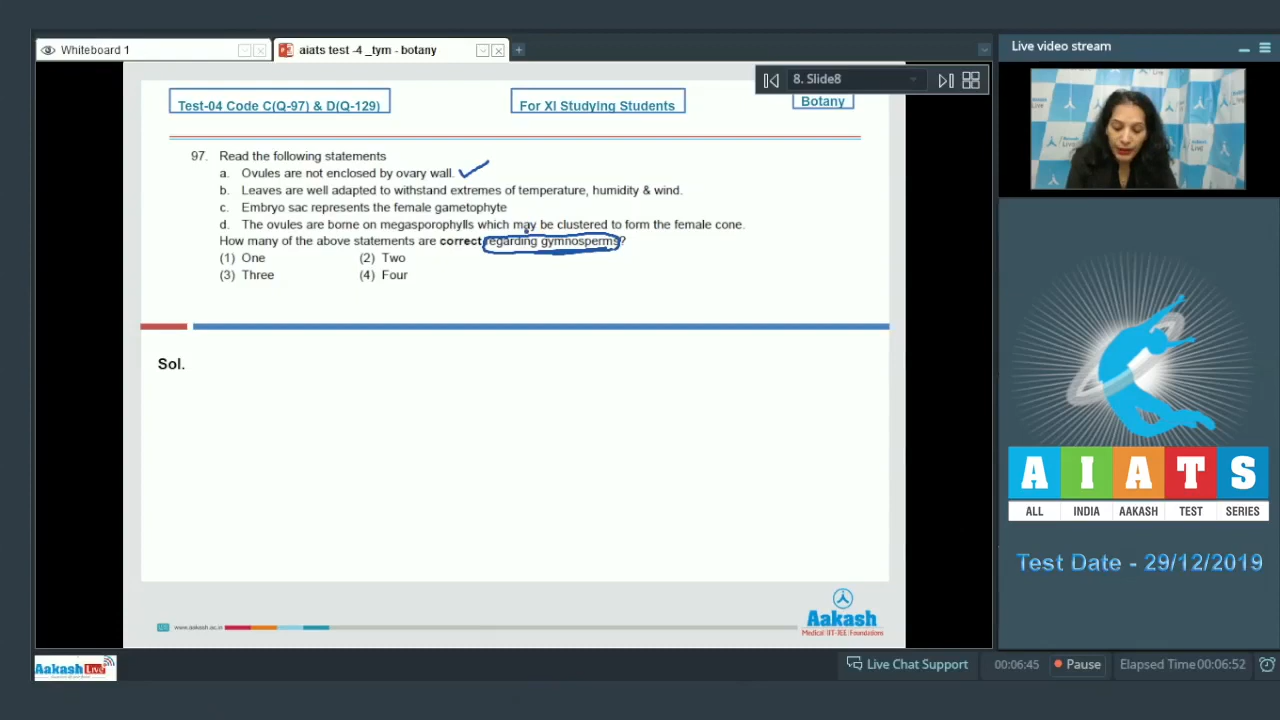 Whiteboard 1
aiats test -4 _tym - botany
Live video stream
8. Slide8
Test-04 Code C(Q-97) & D(Q-129)
For XI Studying Students
Botany
97. Read the following statements
a. Ovules are not enclosed by ovary wall.
b. Leaves are well adapted to withstand extremes of temperature, humidity & wind.
c. Embryo sac represents the female gametophyte
d. The ovules are borne on megasporophylls which may be clustered to form the female cone.
How many of the above statements are correct regarding gymnosperms?
(1) One (2) Two
(3) Three (4) Four
Sol.
A I A T S
ALL INDIA AAKASH TEST SERIES
Test Date - 29/12/2019
Aakash
Medical | IIT-JEE | Foundations
www.aakash.ac.in
Aakash Live
Live Chat Support
00:06:45
Pause
Elapsed Time 00:06:52